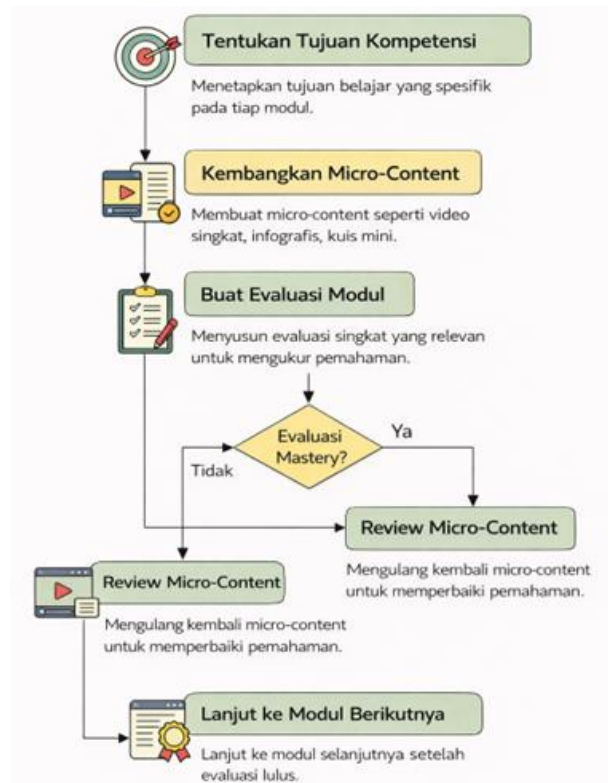 Tentukan Tujuan Kompetensi
Menetapkan tujuan belajar yang spesifik
pada tiap modul.
Kembangkan Micro-Content
Membuat micro-content seperti video
singkat, infografis, kuis mini.
Buat Evaluasi Modul
Menyusun evaluasi singkat yang relevan
untuk mengukur pemahaman.
Evaluasi
Mastery?
Ya
Tidak
Review Micro-Content
Mengulang kembali micro-content
untuk memperbaiki pemahaman.
Review Micro-Content
Mengulang kembali micro-content
untuk memperbaiki pemahaman.
Lanjut ke Modul Berikutnya
Lanjut ke modul selanjutnya setelah
evaluasi lulus.